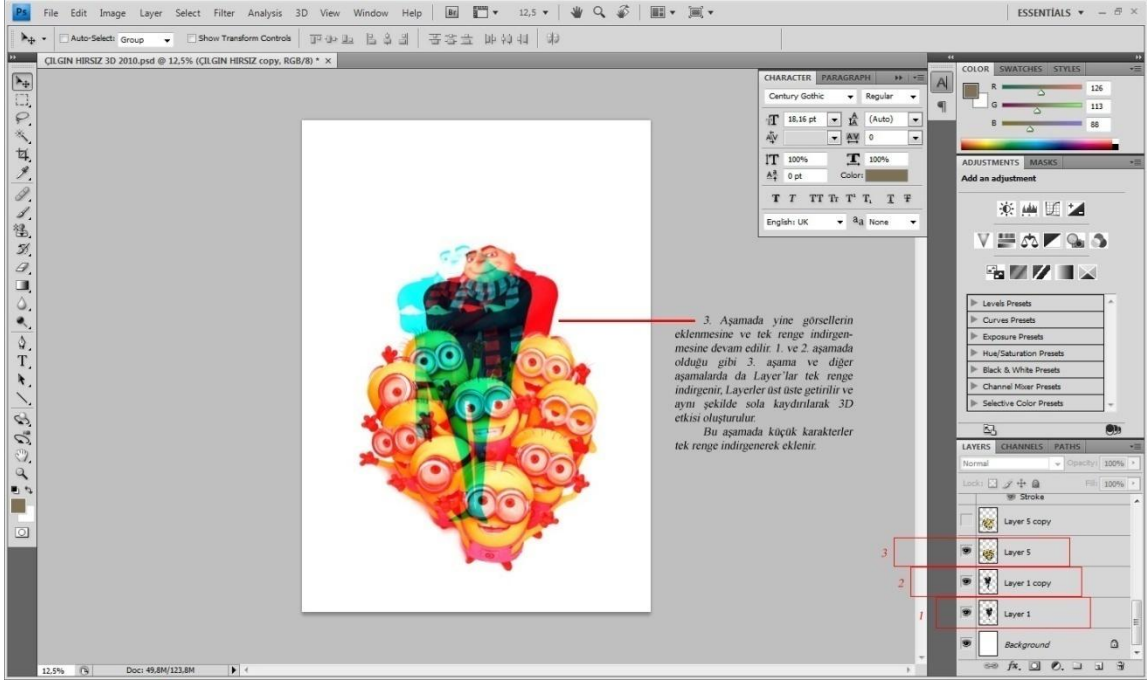 Ps File Edit Image Layer Select Filter Analysis 3D View Window Help Br 12,5 ESSENTIALS
Auto-Select: Group Show Transform Controls
ÇILGIN HIRSIZ 3D 2010.psd @ 12,5% (ÇILGIN HIRSIZ copy, RGB/8) * ×
CHARACTER PARAGRAPH
Century Gothic Regular
18,16 pt (Auto)
0
100% 100%
0 pt Color:
English: UK aa None
COLOR SWATCHES STYLES
R 126
G 113
B 88
ADJUSTMENTS MASKS
Add an adjustment
Levels Presets
Curves Presets
Exposure Presets
Hue/Saturation Presets
Black & White Presets
Channel Mixer Presets
Selective Color Presets
3. Aşamada yine görsellerin
eklenmesine ve tek renge indirgen-
mesine devam edilir. 1. ve 2. aşamada
olduğu gibi 3. aşama ve diğer
aşamalarda da Layer'lar tek renge
indirgenir, Layerler üst üste getirilir ve
aynı şekilde sola kaydırılarak 3D
etkisi oluşturulur.
Bu aşamada küçük karakterler
tek renge indirgenerek eklenir.
LAYERS CHANNELS PATHS
Normal Opacity: 100%
Lock: Fill: 100%
Stroke
Layer 5 copy
3 Layer 5
2 Layer 1 copy
1 Layer 1
Background
12,5% Doc: 49,8M/123,8M